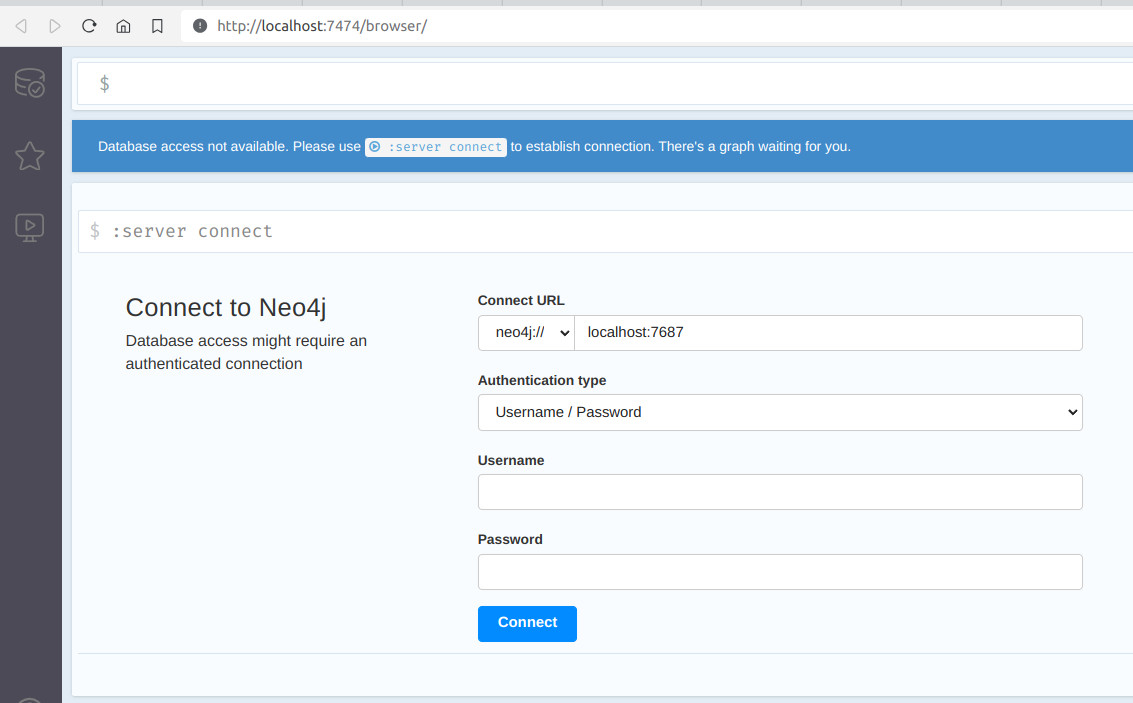 http://localhost:7474/browser/
$
Database access not available. Please use :server connect to establish connection. There's a graph waiting for you.
$ :server connect
Connect to Neo4j
Database access might require an
authenticated connection
Connect URL
neo4j:// localhost:7687
Authentication type
Username / Password
Username
Password
Connect